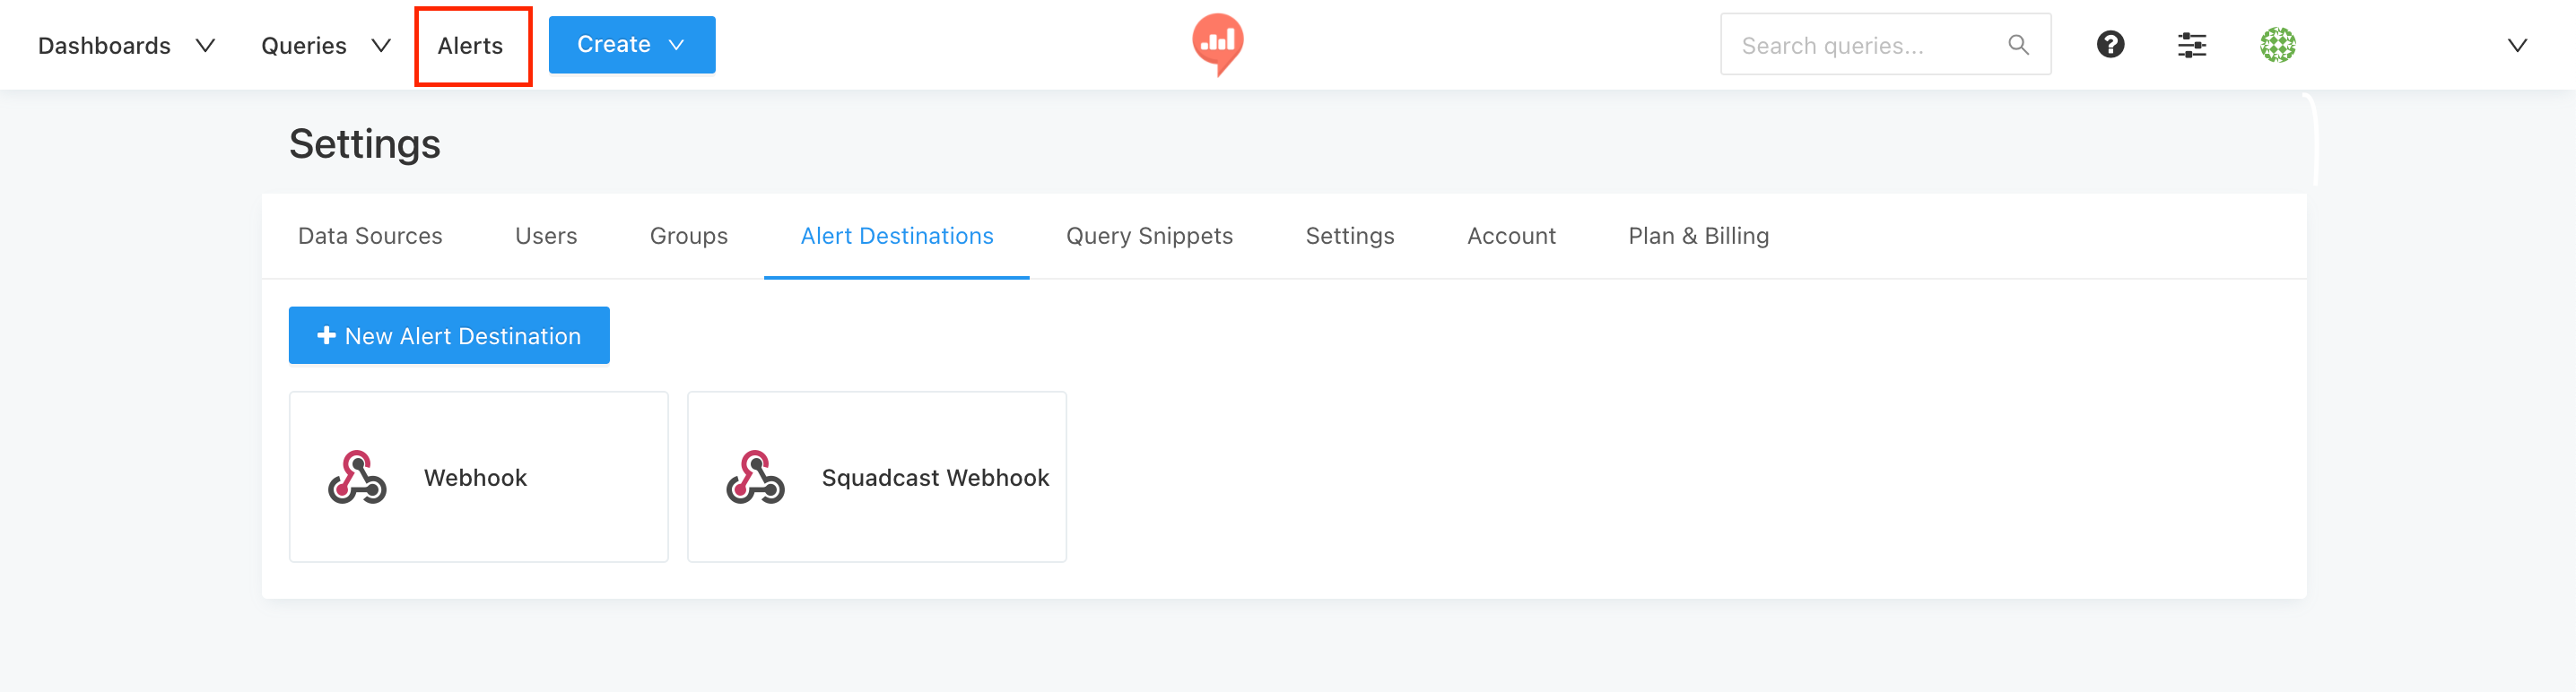 Dashboards Queries Alerts Create Search queries...
Settings
Data Sources Users Groups Alert Destinations Query Snippets Settings Account Plan & Billing
New Alert Destination
Webhook Squadcast Webhook